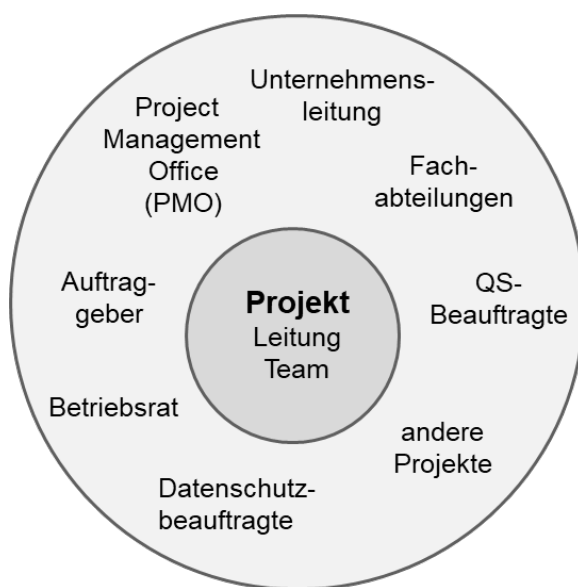 Unternehmens-
leitung
Project
Management
Office
(PMO)
Fach-
abteilungen
Auftrag-
geber
Projekt
Leitung
Team
QS-
Beauftragte
Betriebsrat
andere
Projekte
Datenschutz-
beauftragte